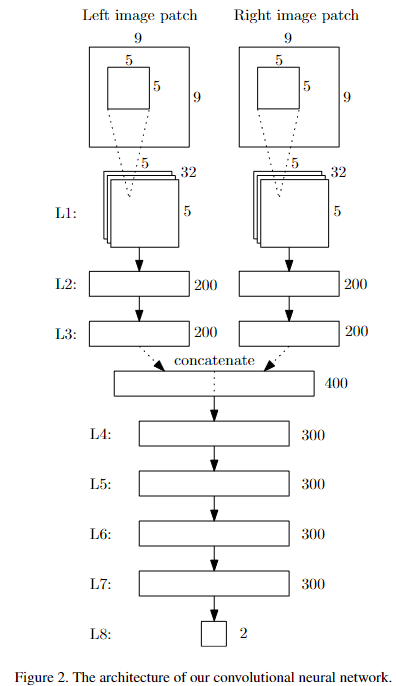 Left image patch Right image patch
9 9
5 5
5 5
9 9
5 5
32 32
L1: 5 5
L2: 200 200
L3: 200 200
concatenate
400
L4: 300
L5: 300
L6: 300
L7: 300
L8: 2
Figure 2. The architecture of our convolutional neural network.